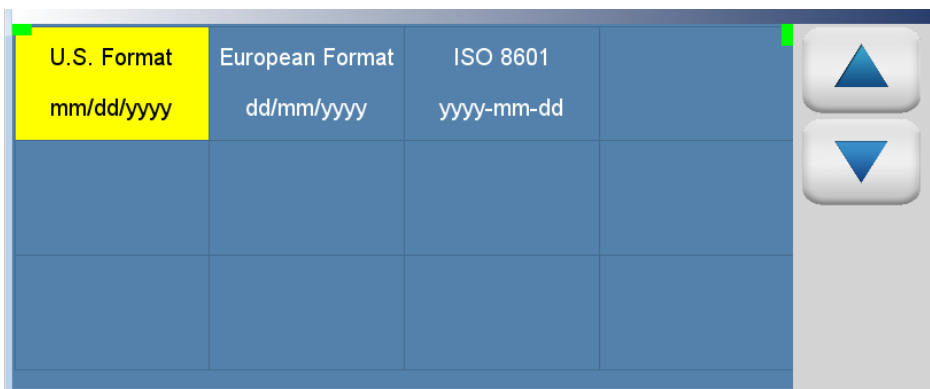 U.S. Format
mm/dd/yyyy
European Format
dd/mm/yyyy
ISO 8601
yyyy-mm-dd